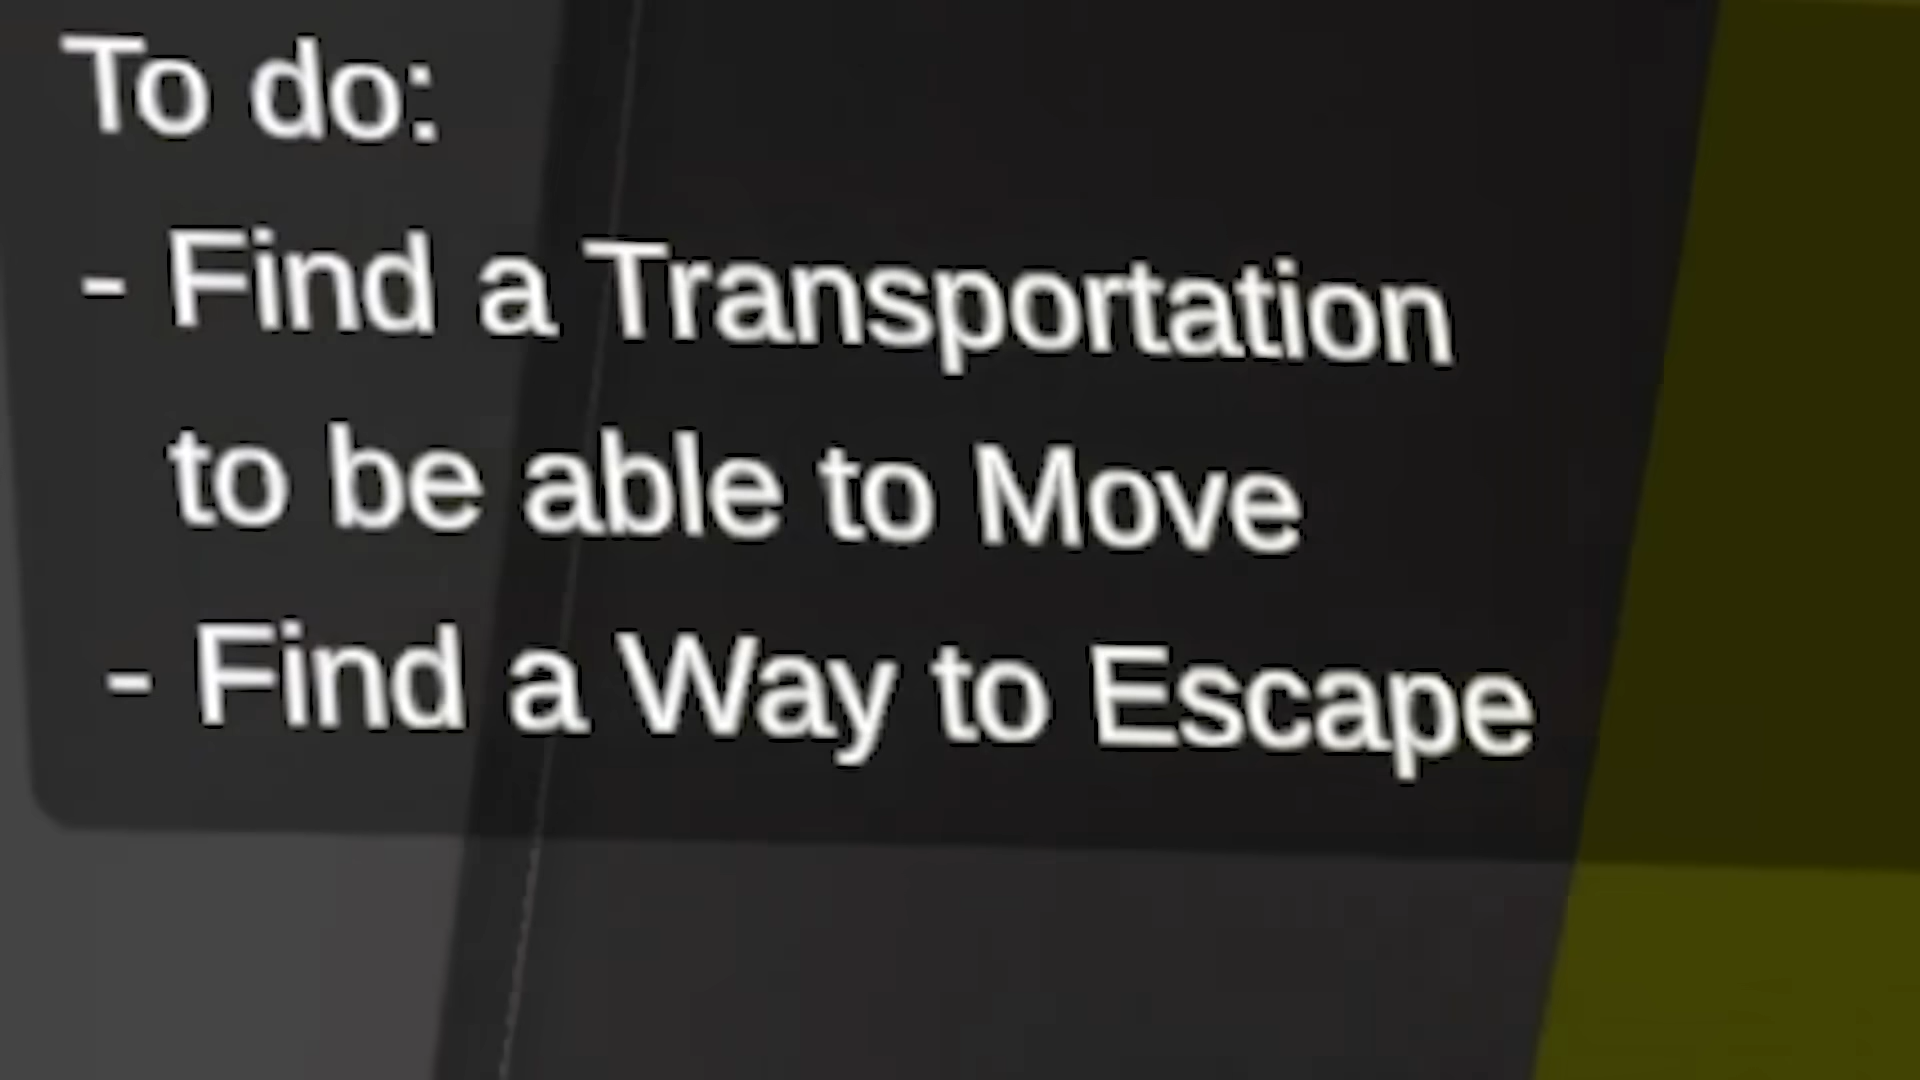 To do:
- Find a Transportation
to be able to Move
- Find a Way to Escape